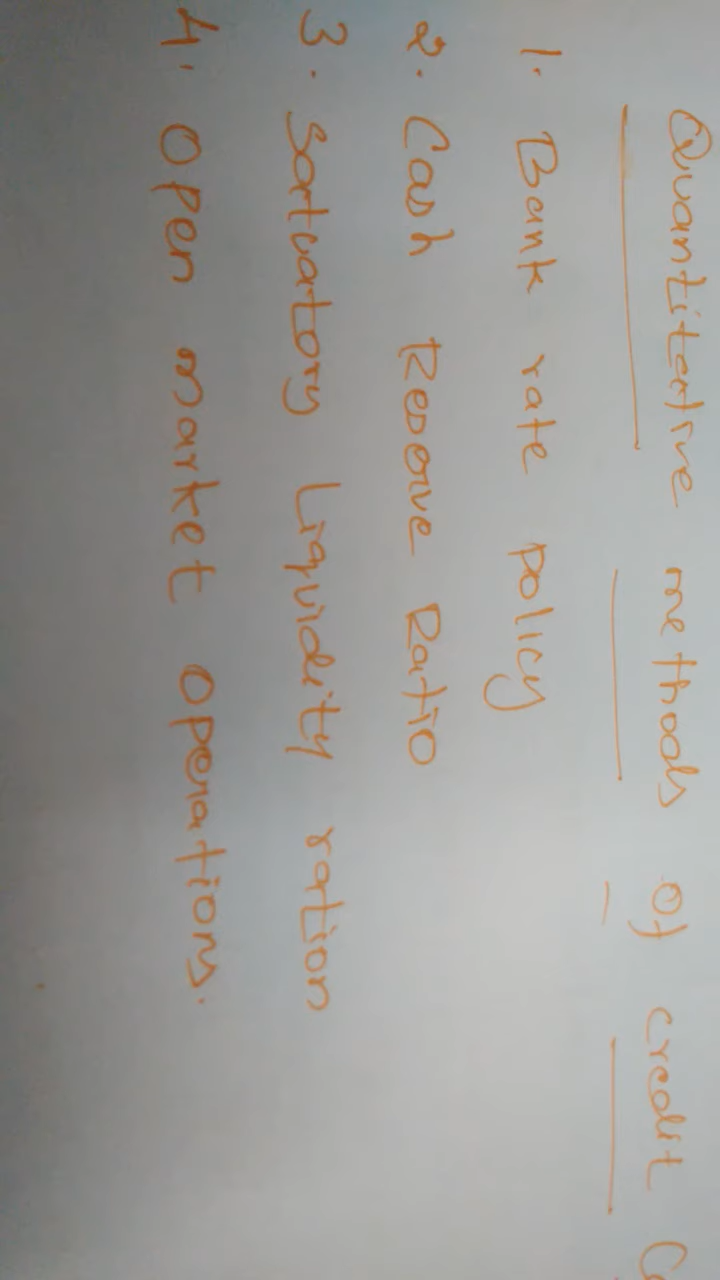 Quantitative methods of credit
1. Bank rate policy
2. Cash Reserve Ratio
3. Sartuatory Liquidity ration
4. Open market operations.